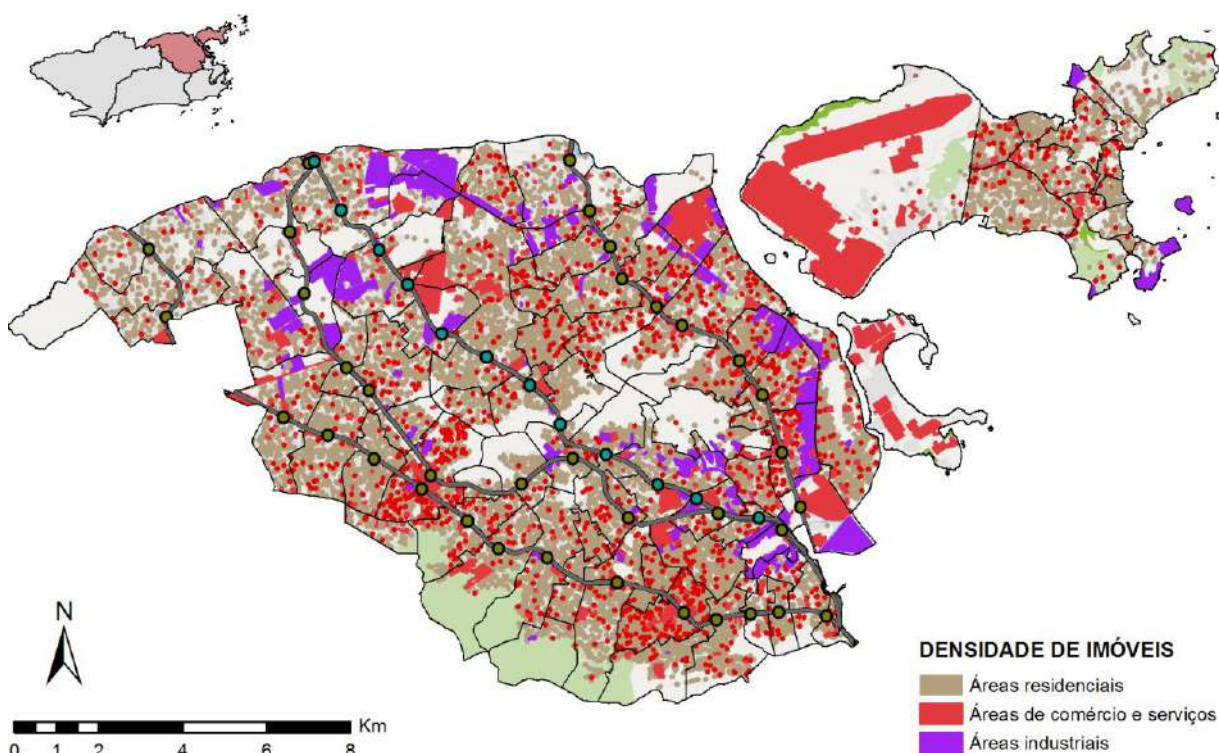 N
Km
0 1 2 4 6 8
DENSIDADE DE IMÓVEIS
Áreas residenciais
Áreas de comércio e serviços
Áreas industriais